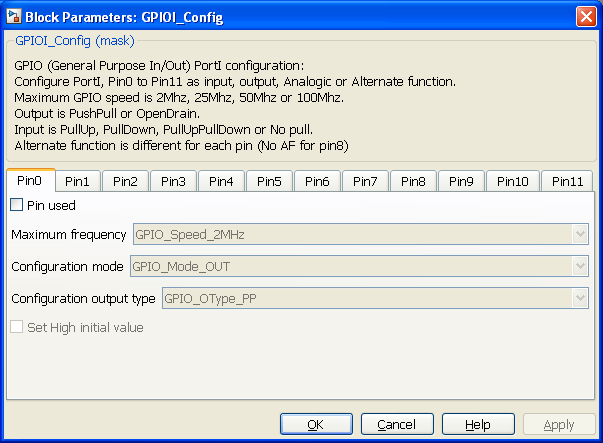 Block Parameters: GPIOI_Config
GPIOI_Config (mask)
GPIO (General Purpose In/Out) PortI configuration:
Configure PortI, Pin0 to Pin11 as input, output, Analogic or Alternate function.
Maximum GPIO speed is 2Mhz, 25Mhz, 50Mhz or 100Mhz.
Output is PushPull or OpenDrain.
Input is PullUp, PullDown, PullUpPullDown or No pull.
Alternate function is different for each pin (No AF for pin8)
Pin0 Pin1 Pin2 Pin3 Pin4 Pin5 Pin6 Pin7 Pin8 Pin9 Pin10 Pin11
Pin used
Maximum frequency GPIO_Speed_2MHz
Configuration mode GPIO_Mode_OUT
Configuration output type GPIO_OType_PP
Set High initial value
OK Cancel Help Apply